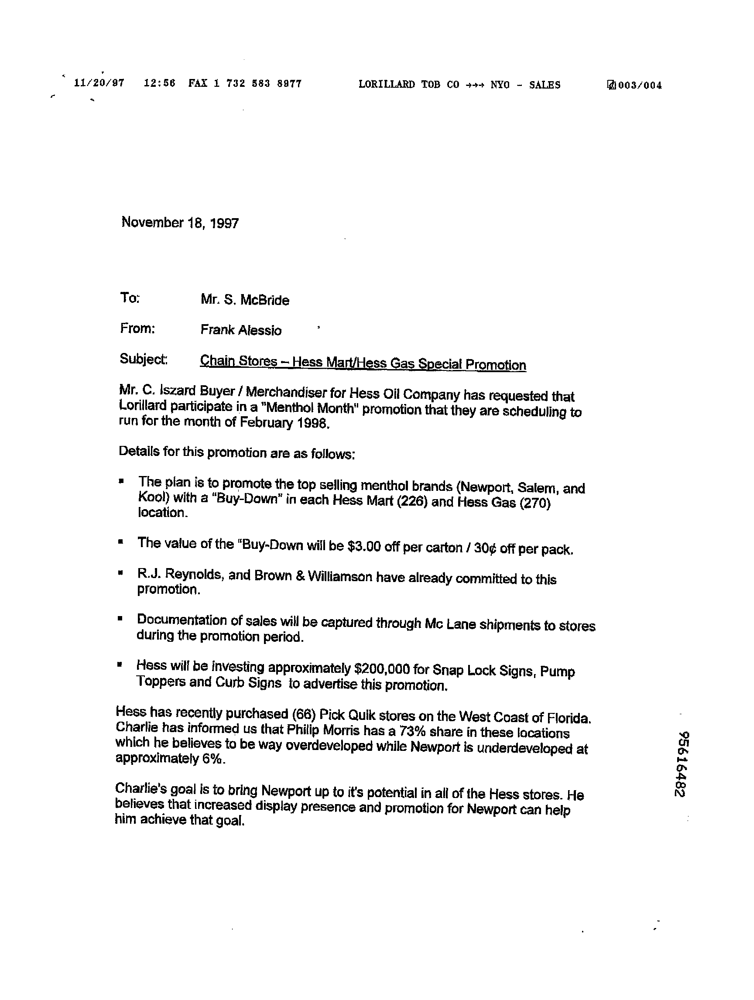 11/20/97 12:56 FAX 1 732 583 8977 LORILLARD TOB CO →→→ NYO - SALES 003/004
November 18, 1997
To: Mr. S. McBride
From: Frank Alessio
Subject: Chain Stores – Hess Mart/Hess Gas Special Promotion
Mr. C. Iszard Buyer / Merchandiser for Hess Oil Company has requested that
Lorillard participate in a "Menthol Month" promotion that they are scheduling to
run for the month of February 1998.
Details for this promotion are as follows:
▪ The plan is to promote the top selling menthol brands (Newport, Salem, and
Kool) with a "Buy-Down" in each Hess Mart (226) and Hess Gas (270)
location.
▪ The value of the "Buy-Down will be $3.00 off per carton / 30¢ off per pack.
▪ R.J. Reynolds, and Brown & Williamson have already committed to this
promotion.
▪ Documentation of sales will be captured through Mc Lane shipments to stores
during the promotion period.
▪ Hess will be investing approximately $200,000 for Snap Lock Signs, Pump
Toppers and Curb Signs to advertise this promotion.
Hess has recently purchased (66) Pick Quik stores on the West Coast of Florida.
Charlie has informed us that Philip Morris has a 73% share in these locations
which he believes to be way overdeveloped while Newport is underdeveloped at
approximately 6%.
Charlie's goal is to bring Newport up to it's potential in all of the Hess stores. He
believes that increased display presence and promotion for Newport can help
him achieve that goal.
95616482